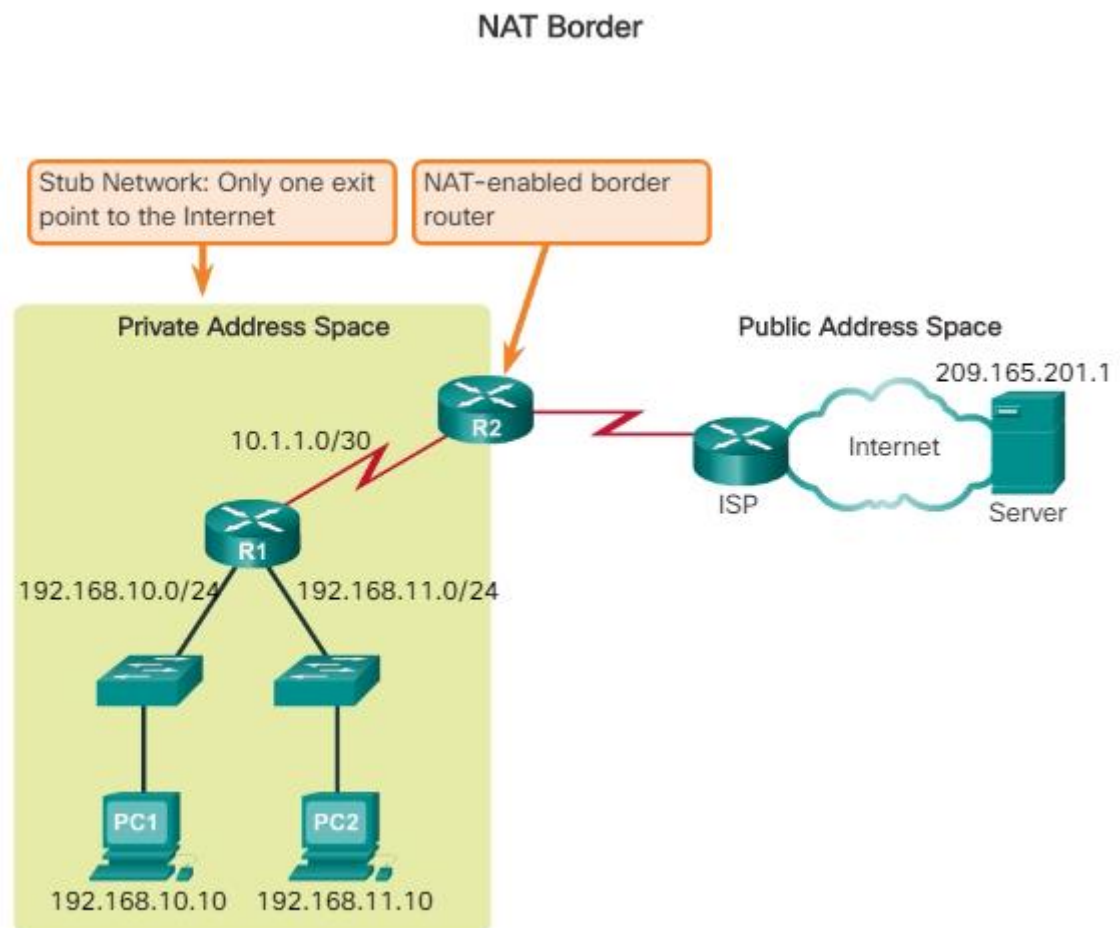 NAT Border
Stub Network: Only one exit
point to the Internet
NAT-enabled border
router
Private Address Space
Public Address Space
209.165.201.1
R2
10.1.1.0/30
Internet
ISP
Server
R1
192.168.10.0/24
192.168.11.0/24
PC1
PC2
192.168.10.10
192.168.11.10